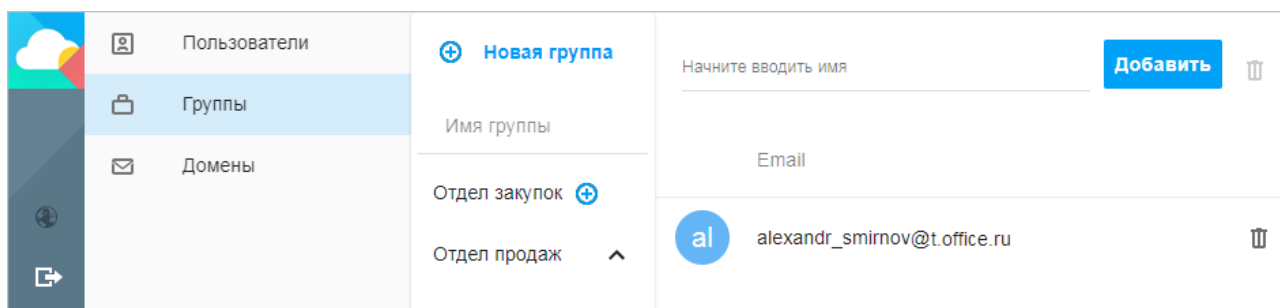 Пользователи
Группы
Домены
Новая группа
Имя группы
Отдел закупок
Отдел продаж
Начните вводить имя
Добавить
Email
al
alexandr_smirnov@t.office.ru